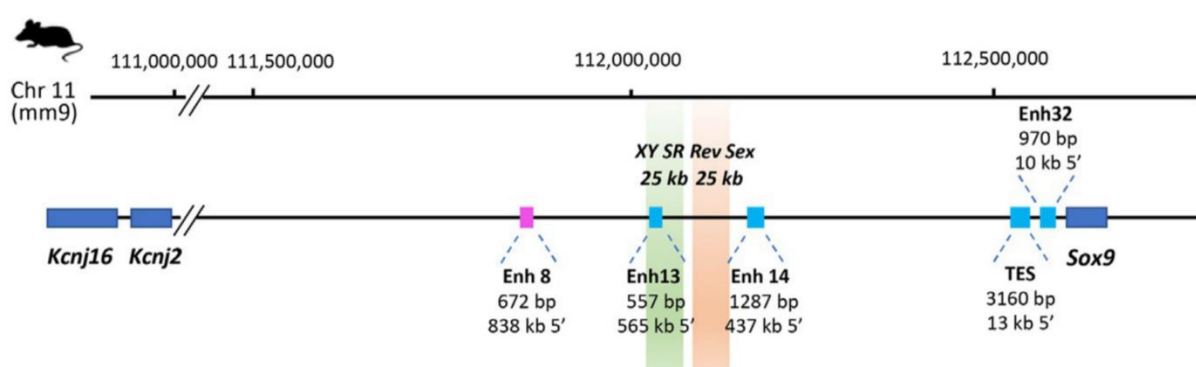 111,000,000 111,500,000 112,000,000 112,500,000
Chr 11
(mm9)
Enh32
970 bp
10 kb 5’
XY SR Rev Sex
25 kb 25 kb
Kcnj16 Kcnj2
Sox9
Enh 8
672 bp
838 kb 5’
Enh13
557 bp
565 kb 5’
Enh 14
1287 bp
437 kb 5’
TES
3160 bp
13 kb 5’